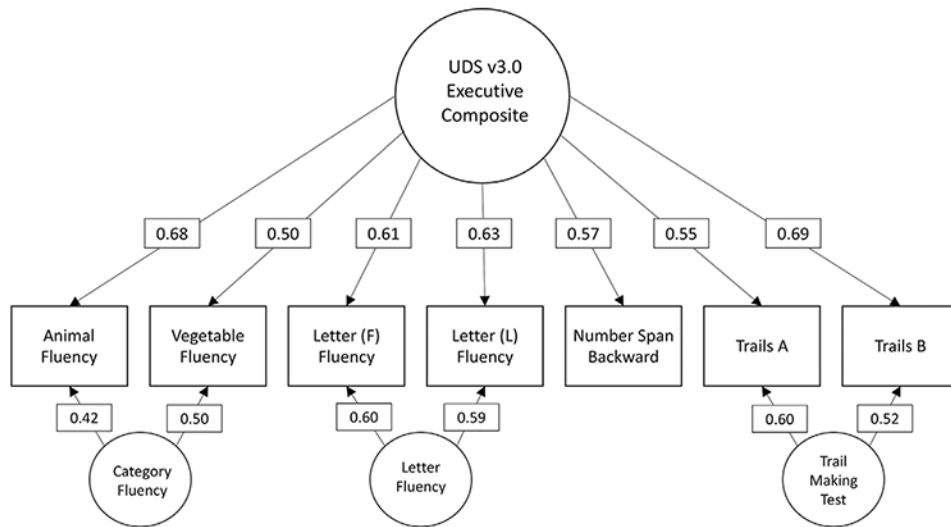 UDS v3.0
Executive
Composite
0.68
0.50
0.61
0.63
0.57
0.55
0.69
Animal
Fluency
Vegetable
Fluency
Letter (F)
Fluency
Letter (L)
Fluency
Number Span
Backward
Trails A
Trails B
0.42
0.50
0.60
0.59
0.60
0.52
Category
Fluency
Letter
Fluency
Trail
Making
Test